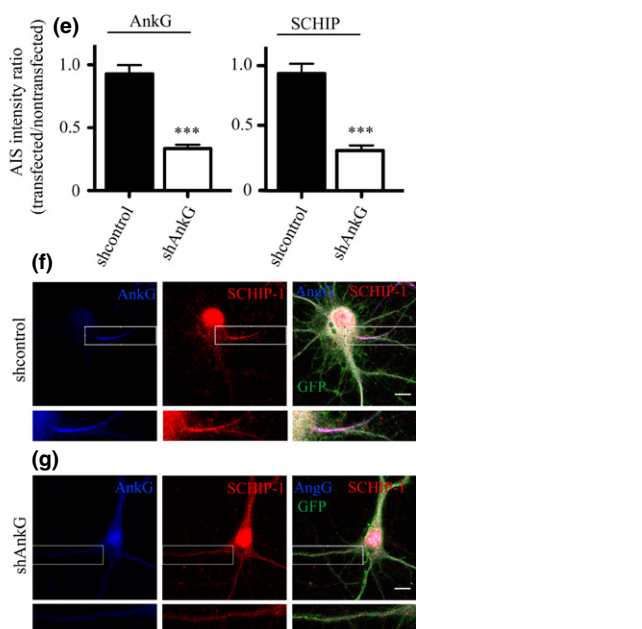 (e)
AnkG
SCHIP
AIS intensity ratio
(transfected/nontransfected)
1.0
0.5
0
***
shcontrol
shAnkG
1.0
0.5
0
***
shcontrol
shAnkG
(f)
shcontrol
AnkG
SCHIP-1
AngG
SCHIP-1
GFP
(g)
shAnkG
AnkG
SCHIP-1
AngG
SCHIP-1
GFP